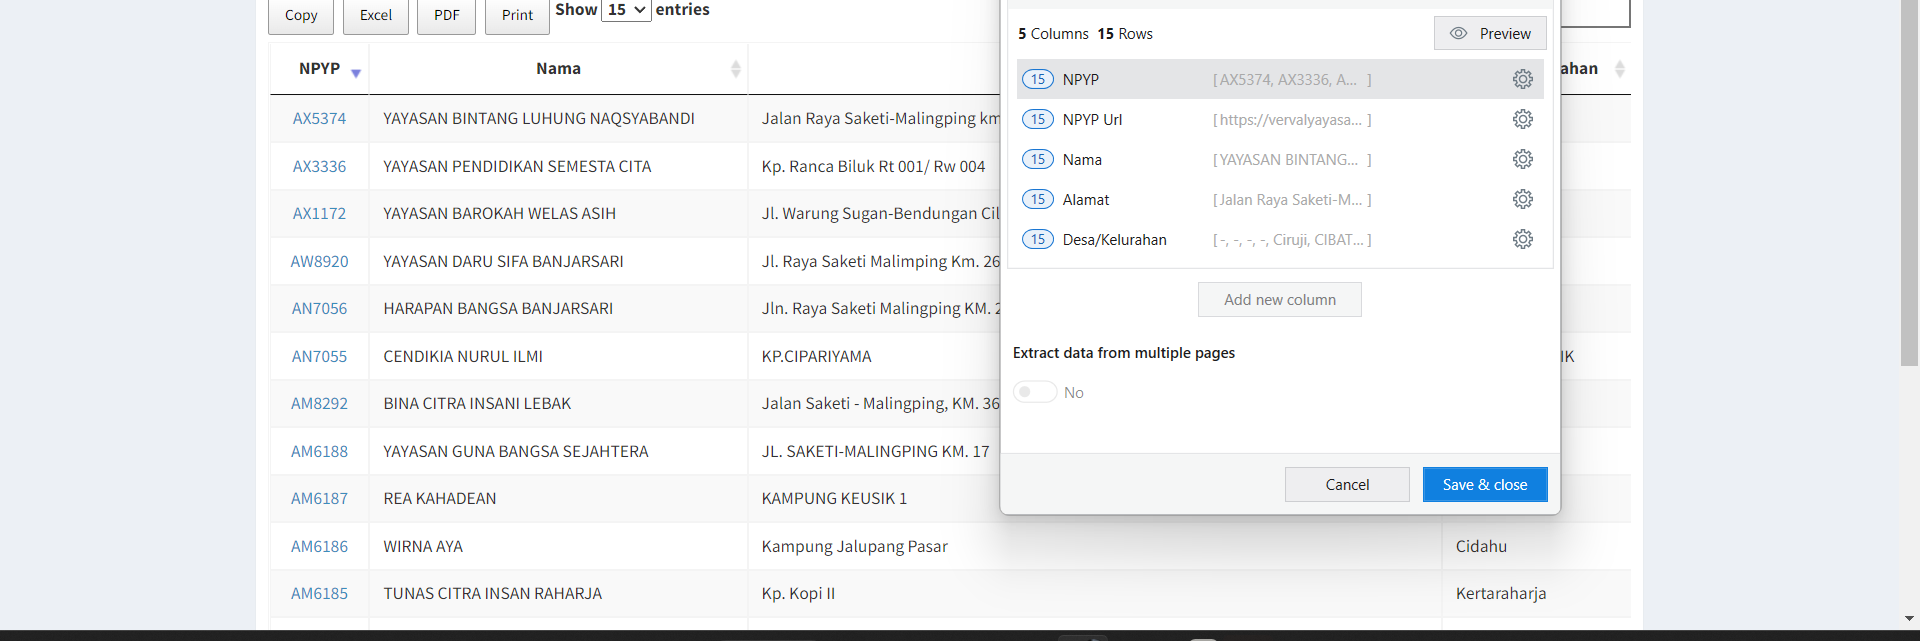 Copy Excel PDF Print Show 15 entries
NPYP Nama ahan
AX5374 YAYASAN BINTANG LUHUNG NAQSYABANDI Jalan Raya Saketi-Malingping km
AX3336 YAYASAN PENDIDIKAN SEMESTA CITA Kp. Ranca Biluk Rt 001/ Rw 004
AX1172 YAYASAN BAROKAH WELAS ASIH Jl. Warung Sugan-Bendungan Cil
AW8920 YAYASAN DARU SIFA BANJARSARI Jl. Raya Saketi Malimping Km. 26
AN7056 HARAPAN BANGSA BANJARSARI Jln. Raya Saketi Malingping KM. 2
AN7055 CENDIKIA NURUL ILMI KP.CIPARIYAMA IK
AM8292 BINA CITRA INSANI LEBAK Jalan Saketi - Malingping, KM. 36
AM6188 YAYASAN GUNA BANGSA SEJAHTERA JL. SAKETI-MALINGPING KM. 17
AM6187 REA KAHADEAN KAMPUNG KEUSIK 1
AM6186 WIRNA AYA Kampung Jalupang Pasar Cidahu
AM6185 TUNAS CITRA INSAN RAHARJA Kp. Kopi II Kertaraharja
5 Columns 15 Rows Preview
15 NPYP [ AX5374, AX3336, A... ]
15 NPYP Url [ https://vervalyayasa... ]
15 Nama [ YAYASAN BINTANG... ]
15 Alamat [ Jalan Raya Saketi-M... ]
15 Desa/Kelurahan [ -, -, -, -, Ciruji, CIBAT... ]
Add new column
Extract data from multiple pages
No
Cancel Save & close